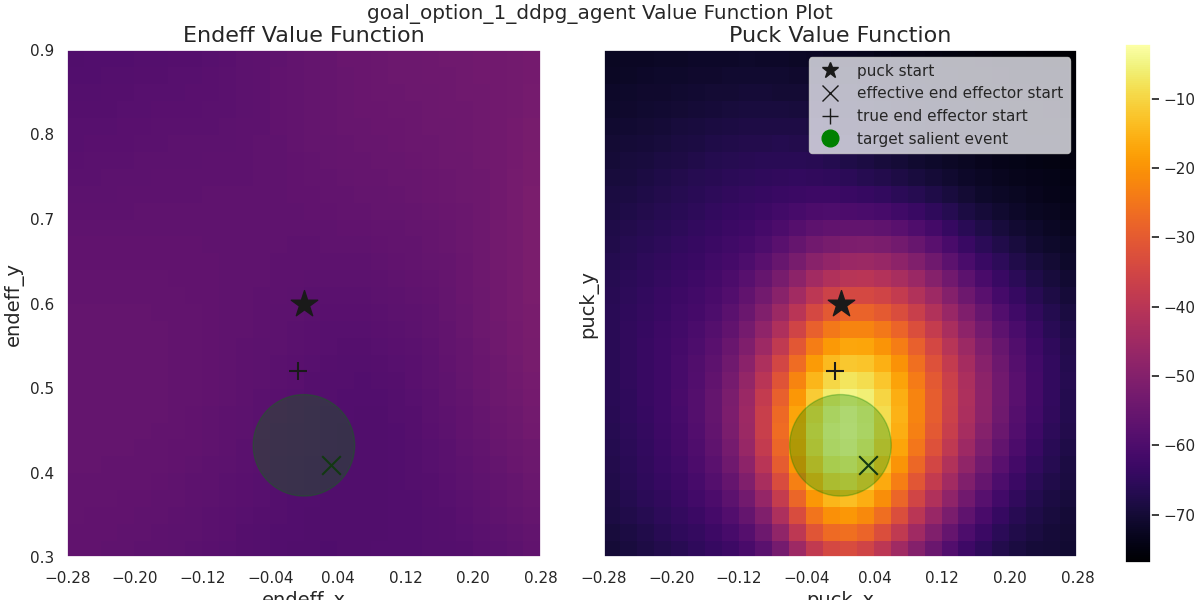 goal_option_1_ddpg_agent Value Function Plot
Endeff Value Function
0.9
0.8
0.7
0.6
0.5
0.4
0.3
endeff_y
−0.28 −0.20 −0.12 −0.04 0.04 0.12 0.20 0.28
endeff_x
Puck Value Function
puck start
effective end effector start
true end effector start
target salient event
puck_y
−0.28 −0.20 −0.12 −0.04 0.04 0.12 0.20 0.28
puck_x
−10
−20
−30
−40
−50
−60
−70